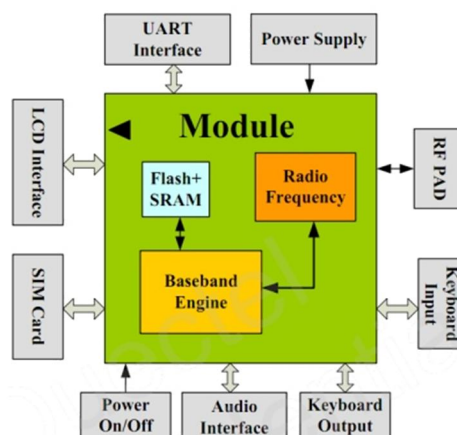 UART
Interface
Power Supply
LCD Interface
Module
RF PAD
Flash+
SRAM
Radio
Frequency
SIM Card
Baseband
Engine
Keyboard
Input
Power
On/Off
Audio
Interface
Keyboard
Output
Quectel